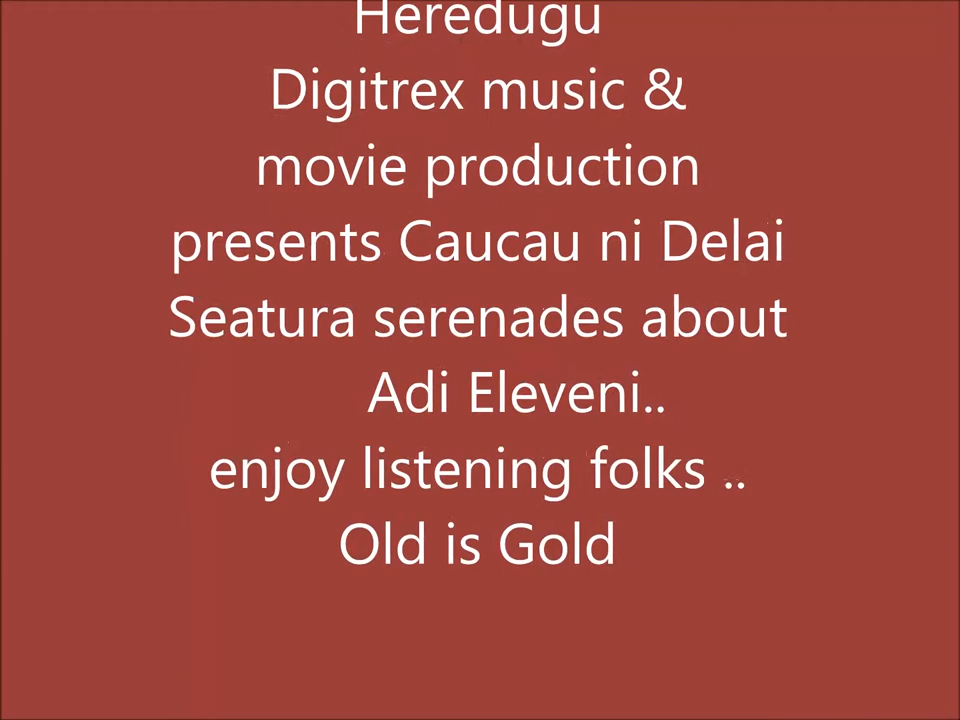 Heredugu
Digitrex music &
movie production
presents Caucau ni Delai
Seatura serenades about
Adi Eleveni..
enjoy listening folks ..
Old is Gold